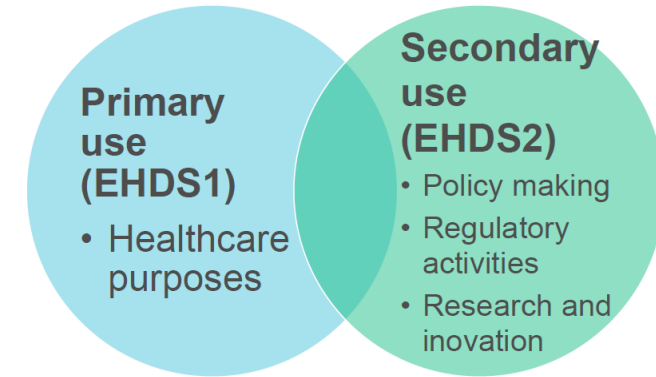 Primary
use
(EHDS1)
• Healthcare
purposes
Secondary
use
(EHDS2)
• Policy making
• Regulatory
activities
• Research and
inovation